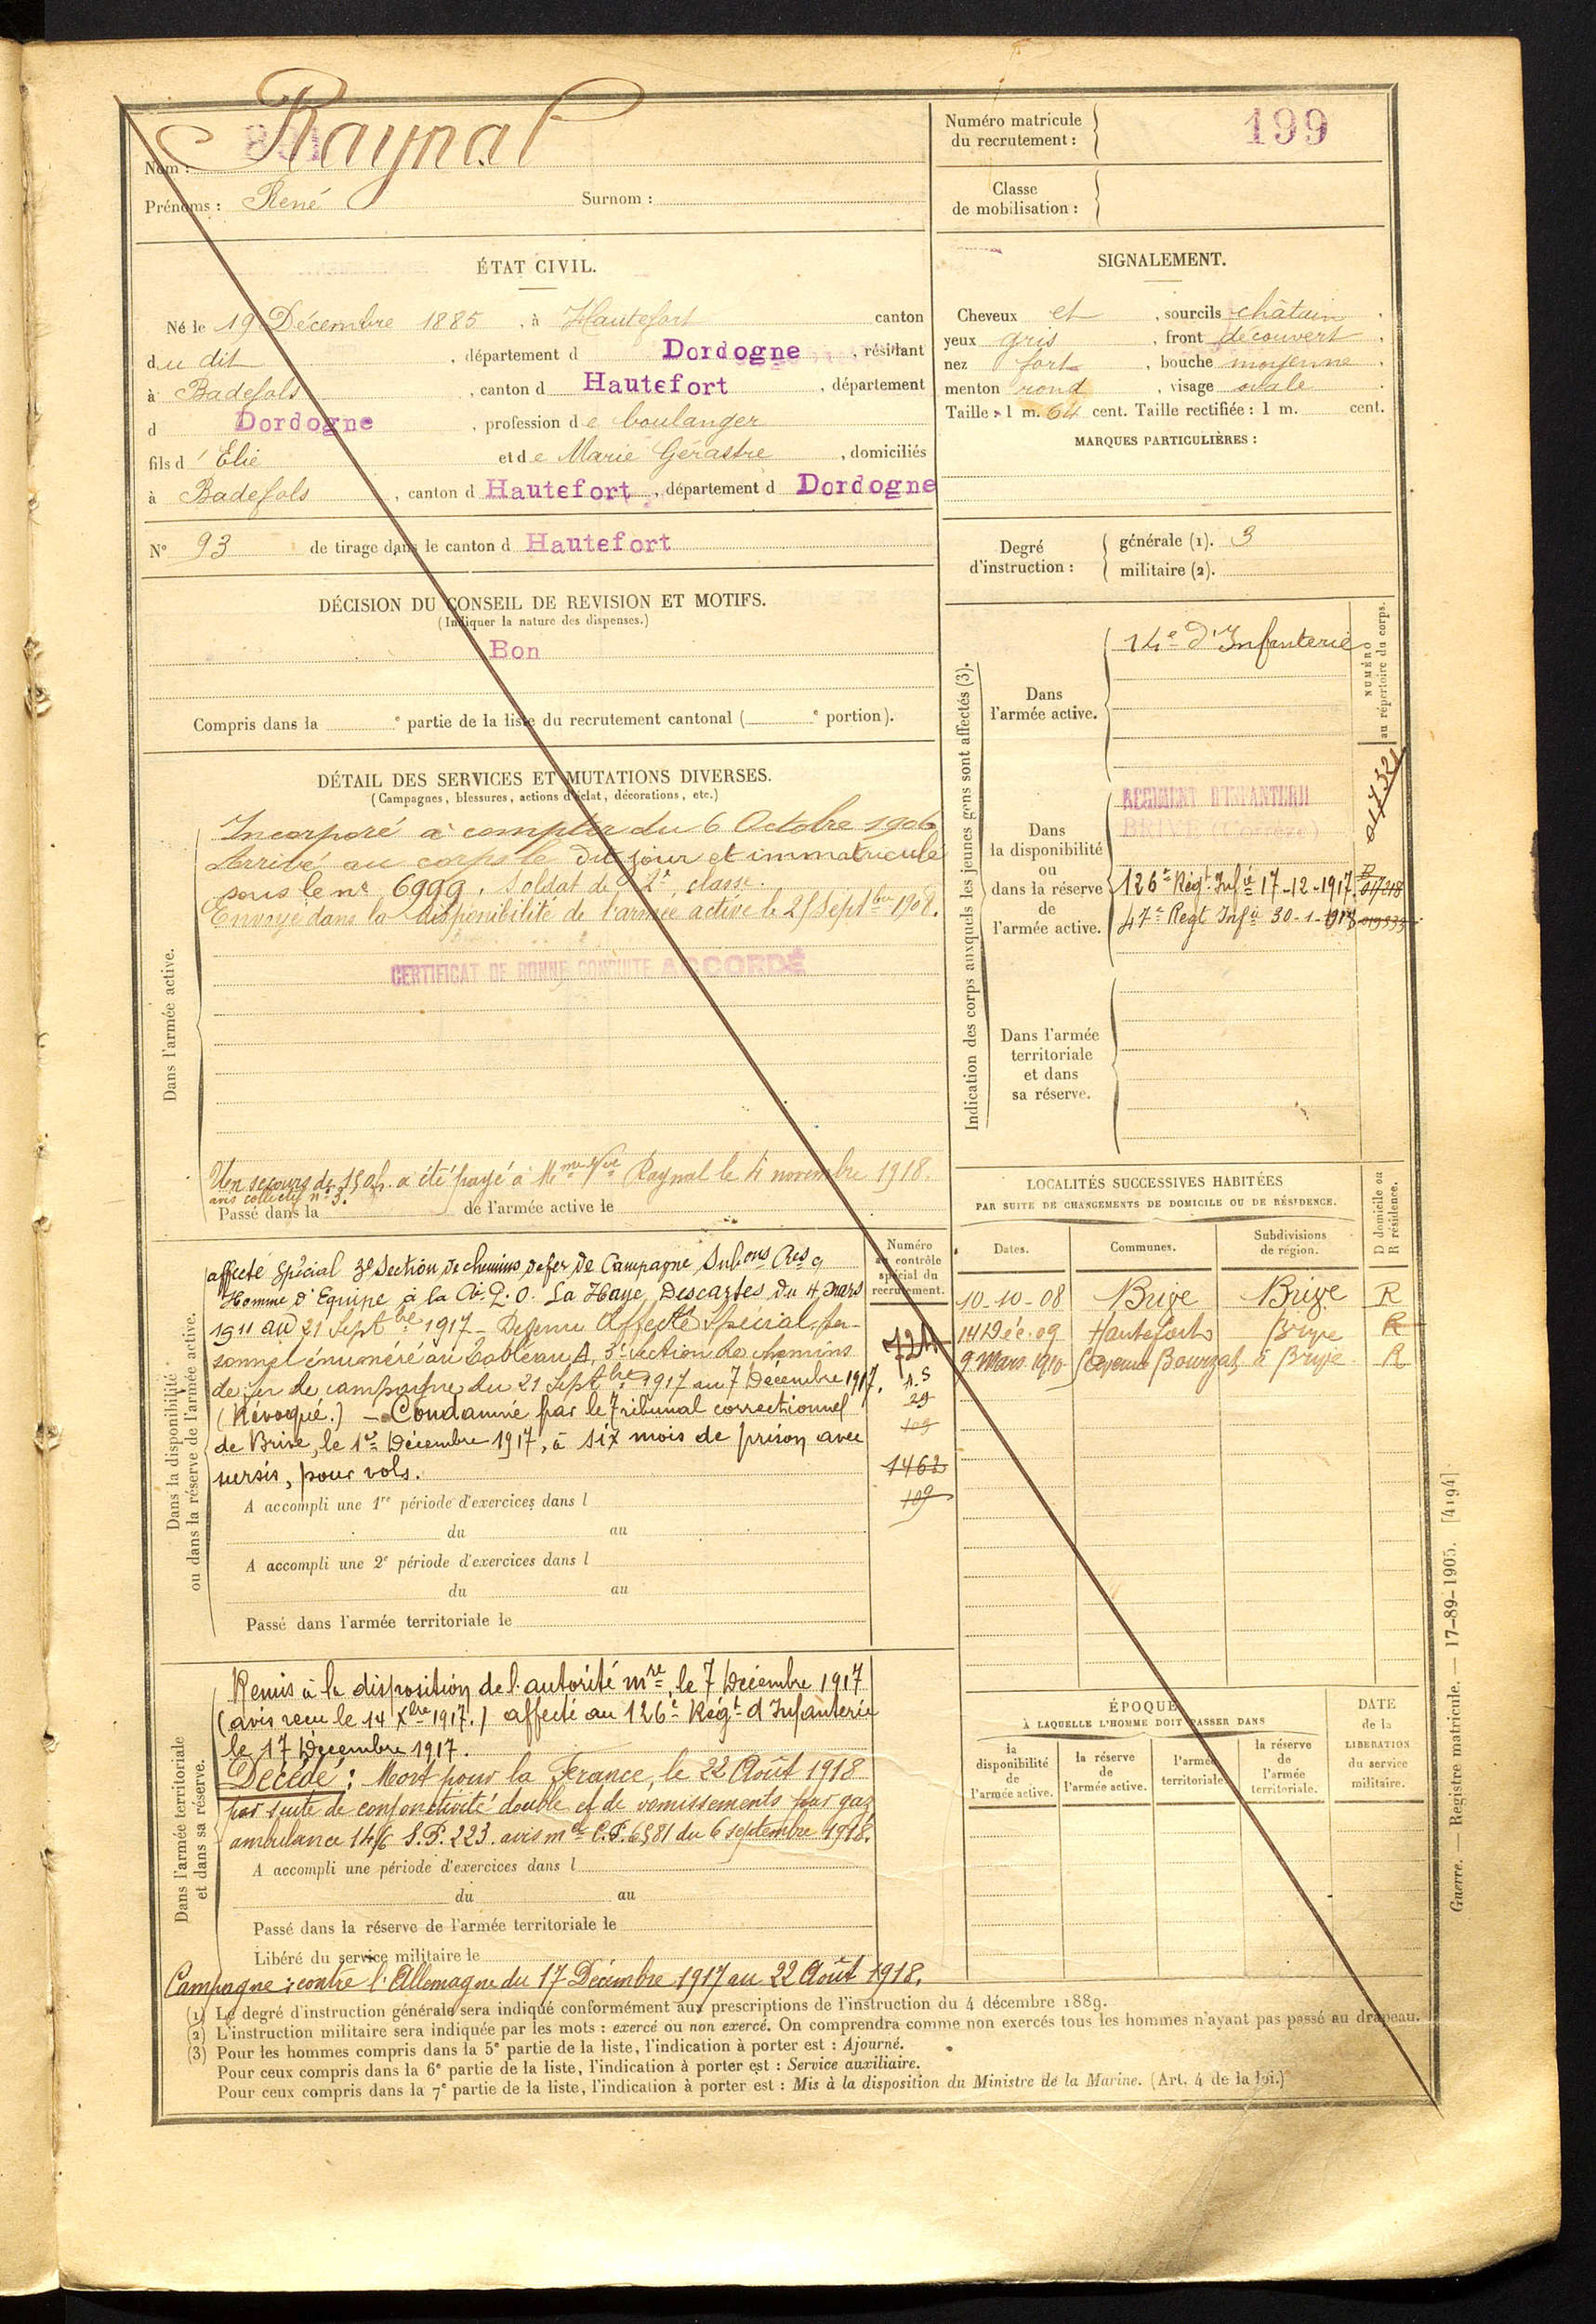 Nom : Raynal
Prénoms : René Surnom :
Numéro matricule
du recrutement :
199
Classe
de mobilisation :
ÉTAT CIVIL.
Né le 19 Décembre 1885, à Hautefort canton
du dit, département d Dordogne, résidant
à Badefols, canton d Hautefort, département
d Dordogne, profession de boulanger
fils d'Elie et de Marie Gérastre, domiciliés
à Badefols, canton d Hautefort, département d Dordogne
N° 93 de tirage dans le canton d Hautefort
SIGNALEMENT.
Cheveux et, sourcils châtain.
yeux gris, front découvert.
nez fort, bouche moyenne.
menton rond, visage ovale.
Taille : 1 m. 64 cent. Taille rectifiée : 1 m. cent.
MARQUES PARTICULIÈRES :
Degré
d'instruction :
générale (1). 3
militaire (2).
DÉCISION DU CONSEIL DE REVISION ET MOTIFS.
(Indiquer la nature des dispenses.)
Bon
Compris dans la e partie de la liste du recrutement cantonal ( e portion).
DÉTAIL DES SERVICES ET MUTATIONS DIVERSES.
(Campagnes, blessures, actions d'éclat, décorations, etc.)
Dans l'armée active.
Incorporé à compter du 6 Octobre 1906
Arrivé au corps le dit jour et immatriculé
sous le n° 6999. Soldat de 2e classe.
Envoyé dans la disponibilité de l'armée active le 25 Septbre 1908.
CERTIFICAT DE BONNE CONDUITE ACCORDÉ
Un secours de 150f. a été payé à Mme Vve Raynal le 4 novembre 1918.
avis collectif n° 3.
Passé dans la de l'armée active le
Indication des corps auxquels les jeunes gens sont affectés (3).
NUMÉRO
au répertoire du corps.
Dans
l'armée active.
14e d'Infanterie
Dans
la disponibilité
ou
dans la réserve
de
l'armée active.
RÉGIMENT D'INFANTERIE
BRIVE (Corrèze)
126e Régt Infie 17-12-1917. 017018
47e Regt Infie 30-1-1918
Dans l'armée
territoriale
et dans
sa réserve.
LOCALITÉS SUCCESSIVES HABITÉES
PAR SUITE DE CHANGEMENTS DE DOMICILE OU DE RÉSIDENCE.
D domicile ou
R résidence.
Dates. Communes. Subdivisions
de région.
10-10-08 Brive Brive R
14 Déc. 09 Hautefort Brive R
9 Mars 1910 Avenue Bourzat à Brive R
Dans la disponibilité
ou dans la réserve de l'armée active.
Numéro
au contrôle
spécial du
recrutement.
724
n.S
29
109
1462
109
affecté spécial 3e Section de chemins de fer de Campagne Subons Res
Homme d'Equipe à la Cie P.O. La Haye Descartes du 4 mars
1911 au 21 Septbre 1917 - Devenu Affecté Spécial per-
sonnel énuméré au tableau A, 3e section de chemins
de fer de campagne du 21 Septbre 1917 au 7 Décembre 1917.
(Révoqué.) - Condamné par le Tribunal correctionnel
de Brive, le 1er Décembre 1917, à six mois de prison avec
sursis, pour vols.
A accompli une 1re période d'exercices dans l
du au
A accompli une 2e période d'exercices dans l
du au
Passé dans l'armée territoriale le
Dans l'armée territoriale
et dans sa réserve.
Remis à la disposition de l'autorité mre, le 7 Décembre 1917
(avis reçu le 14 Xbre 1917.) affecté au 126e Régt d'Infanterie
le 17 Décembre 1917.
Décédé : Mort pour la France, le 22 Août 1918
par suite de conjonctivité double et de vomissements par gaz
ambulance 14/6 S.P. 223. avis mel C.P. 6581 du 6 septembre 1918.
A accompli une période d'exercices dans l
du au
Passé dans la réserve de l'armée territoriale le
Libéré du service militaire le
Campagne : contre l'Allemagne du 17 Décembre 1917 au 22 Août 1918.
ÉPOQUE
À LAQUELLE L'HOMME DOIT PASSER DANS
la
disponibilité
de
l'armée active.
la réserve
de
l'armée active.
l'armée
territoriale.
la réserve
de
l'armée
territoriale.
DATE
de la
LIBÉRATION
du service
militaire.
(1) Le degré d'instruction générale sera indiqué conformément aux prescriptions de l'instruction du 4 décembre 1889.
(2) L'instruction militaire sera indiquée par les mots : exercé ou non exercé. On comprendra comme non exercés tous les hommes n'ayant pas passé au drapeau.
(3) Pour les hommes compris dans la 5e partie de la liste, l'indication à porter est : Ajourné.
Pour ceux compris dans la 6e partie de la liste, l'indication à porter est : Service auxiliaire.
Pour ceux compris dans la 7e partie de la liste, l'indication à porter est : Mis à la disposition du Ministre de la Marine. (Art. 4 de la loi.)
Guerre. — Registre matricule. — 17-89-1905. [4194]